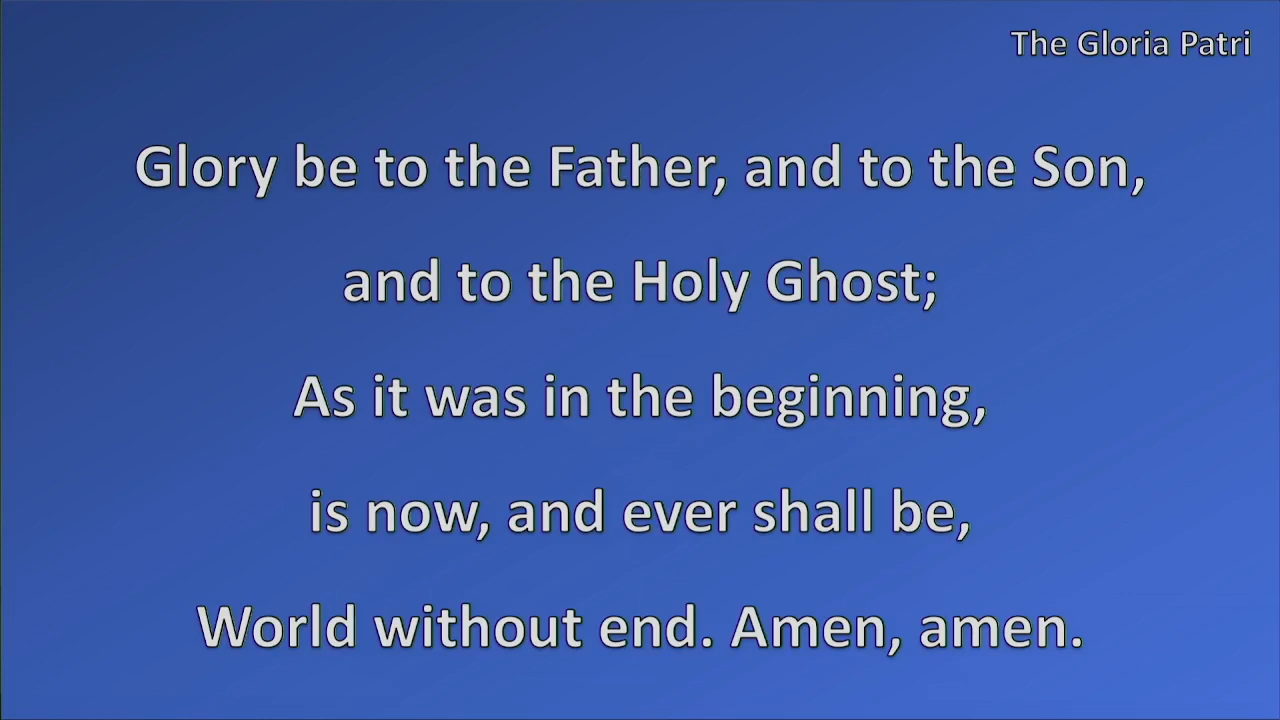 The Gloria Patri
Glory be to the Father, and to the Son,
and to the Holy Ghost;
As it was in the beginning,
is now, and ever shall be,
World without end. Amen, amen.